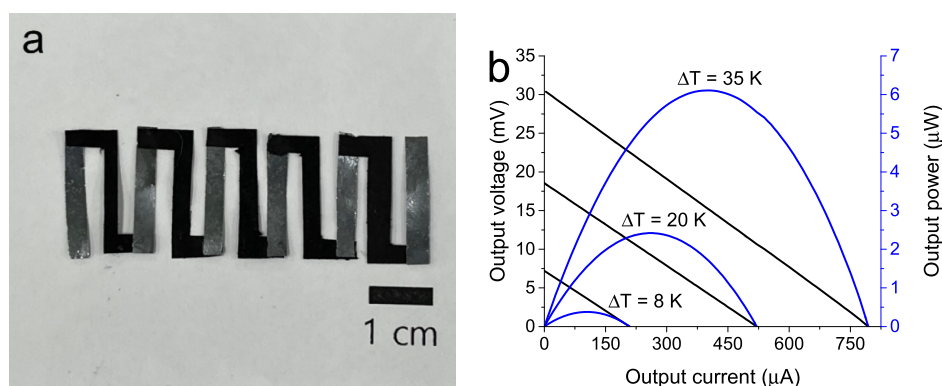 a
1 cm
b
Output voltage (mV)
35
30
25
20
15
10
5
0
ΔT = 35 K
ΔT = 20 K
ΔT = 8 K
0 150 300 450 600 750
Output current (μA)
7
6
5
4
3
2
1
0
Output power (μW)